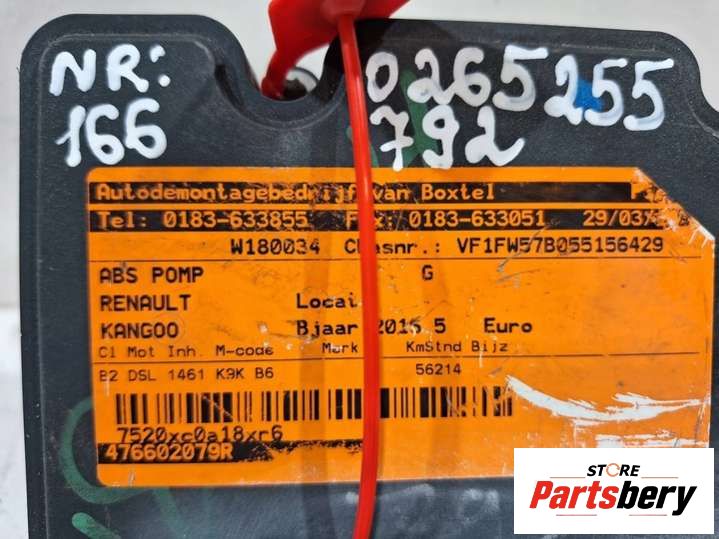 NR: 0265255
166 792
Autodemontagebedrijf van Boxtel
Tel: 0183-633855 0183-633051
W180034 Chasnr.: VF1FW57B055156429
ABS POMP G
RENAULT Locat
KANGOO Bjaar 2015 5 Euro
Cl Mot Inh. M-code Merk KmStnd Bijz
B2 DSL 1461 K9K B6 56214
7520xc0a18xr6
476602079R
STORE
Partsbery